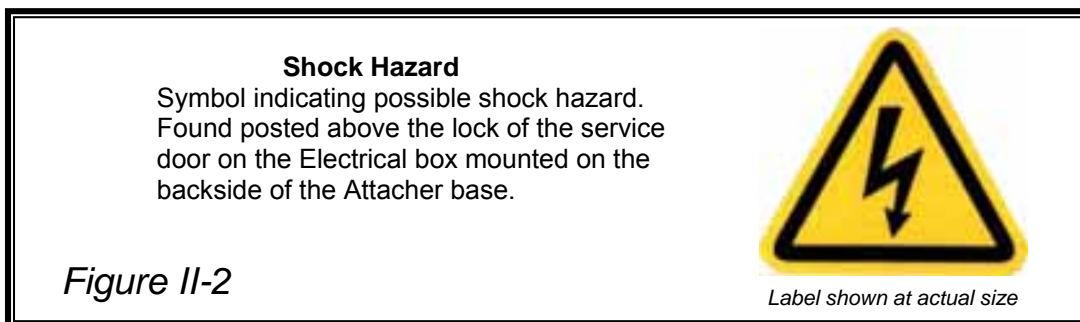 Shock Hazard
Symbol indicating possible shock hazard.
Found posted above the lock of the service
door on the Electrical box mounted on the
backside of the Attacher base.
Figure II-2
Label shown at actual size